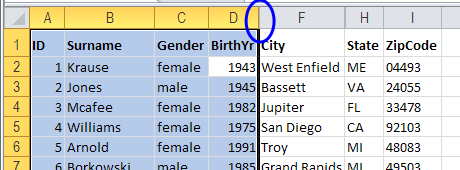 A B C D F H I
1 ID Surname Gender BirthYr City State ZipCode
2 1 Krause female 1943 West Enfield ME 04493
3 2 Jones male 1945 Bassett VA 24055
4 3 Mcafee female 1982 Jupiter FL 33478
5 4 Williams female 1975 San Diego CA 92103
6 5 Arnold female 1991 Troy MI 48083
7 6 Borkowski male 1985 Grand Rapids MI 49503